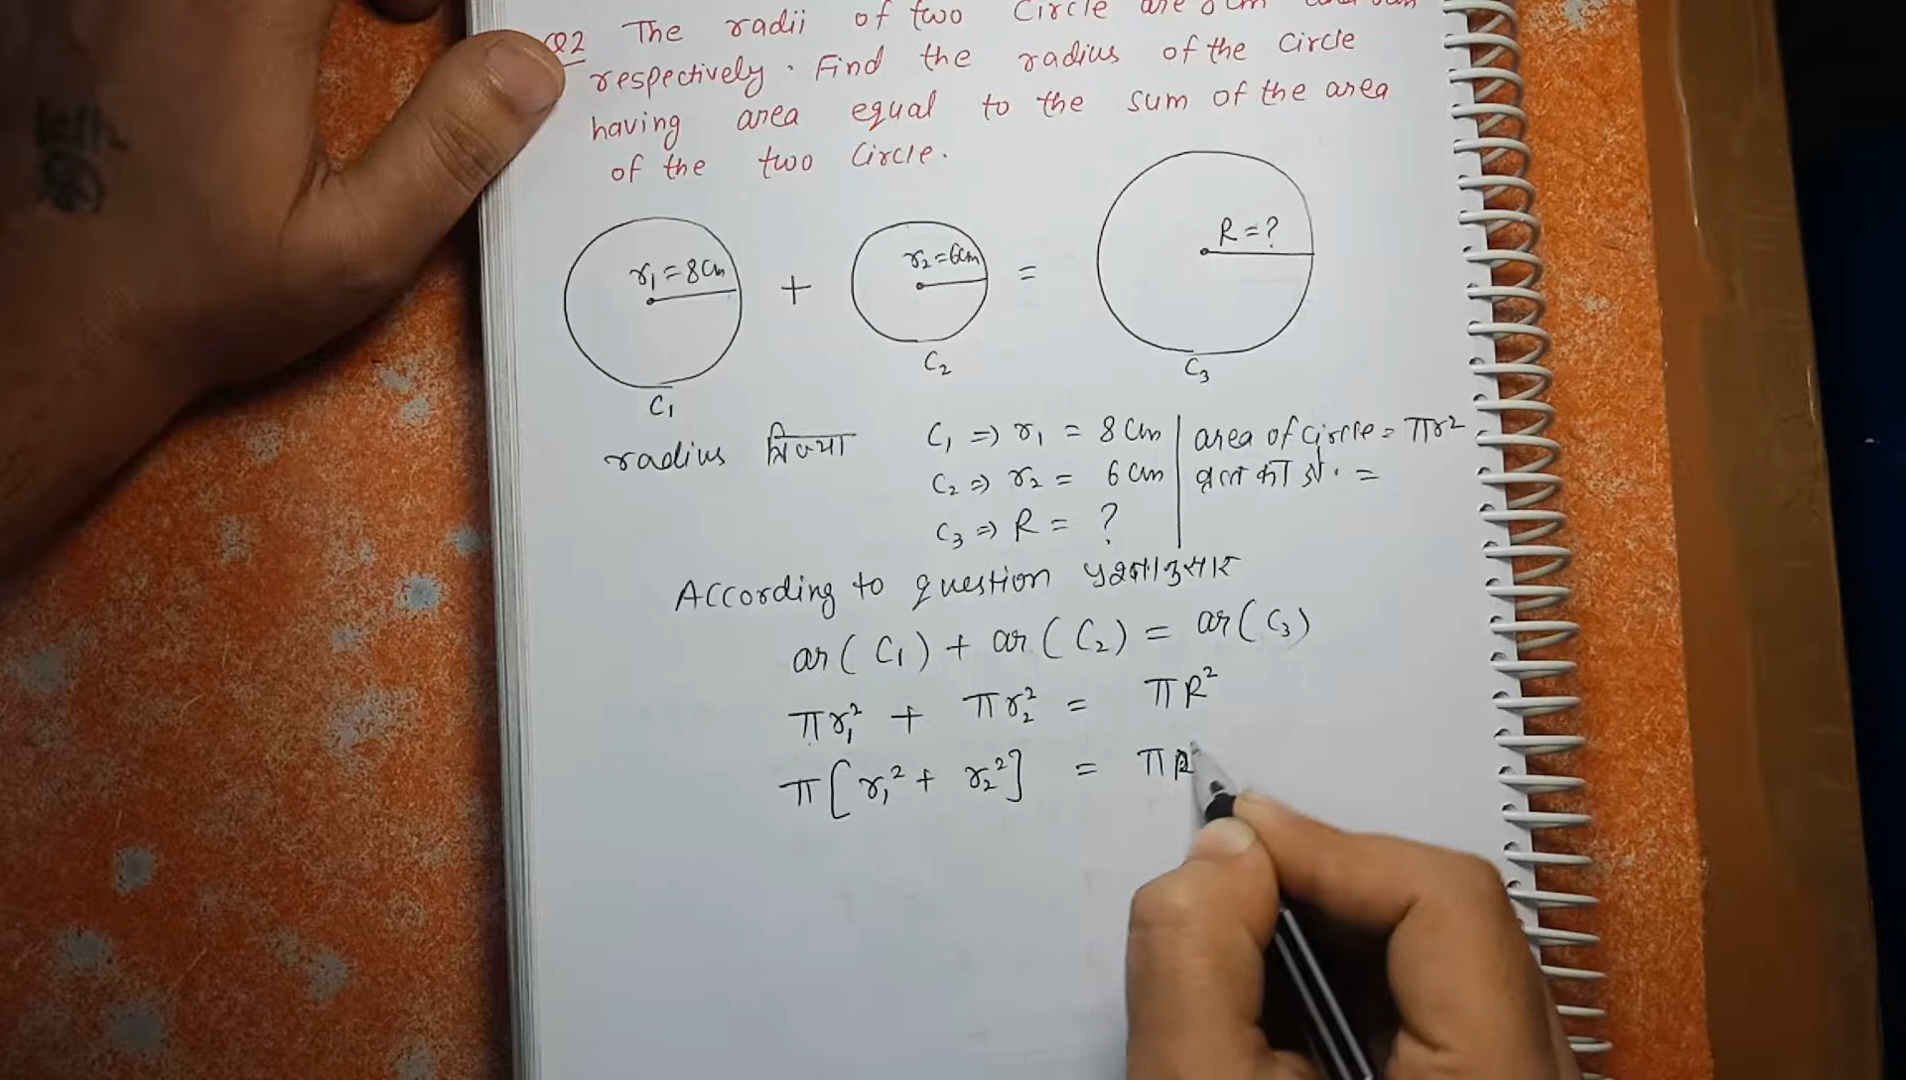 Q2 The radii of two Circle are 8cm
respectively. Find the radius of the Circle
having area equal to the sum of the area
of the two Circle.
r₁ = 8cm
+
r₂ = 6cm
=
R = ?
C₁
C₂
C₃
radius त्रिज्या
C₁ => r₁ = 8 Cm
C₂ => r₂ = 6 Cm
C₃ => R = ?
area of circle = πr²
वृत्त का क्षे. =
According to question प्रश्नानुसार
ar ( C₁ ) + ar ( C₂ ) = ar ( C₃ )
πr₁² + πr₂² = πR²
π [ r₁² + r₂² ] = πR